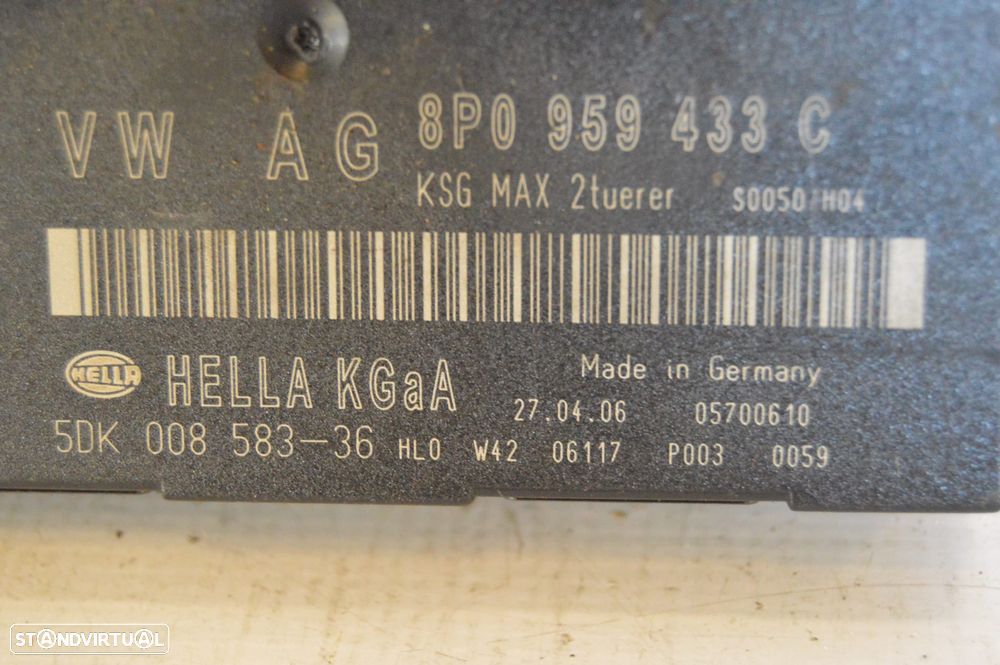 VW AG 8P0 959 433 C
KSG MAX 2tuerer S0050/H04
HELLA HELLA KGaA Made in Germany
27.04.06 05700610
5DK 008 583-36 HL0 W42 06117 P003 0059
STANDVIRTUAL